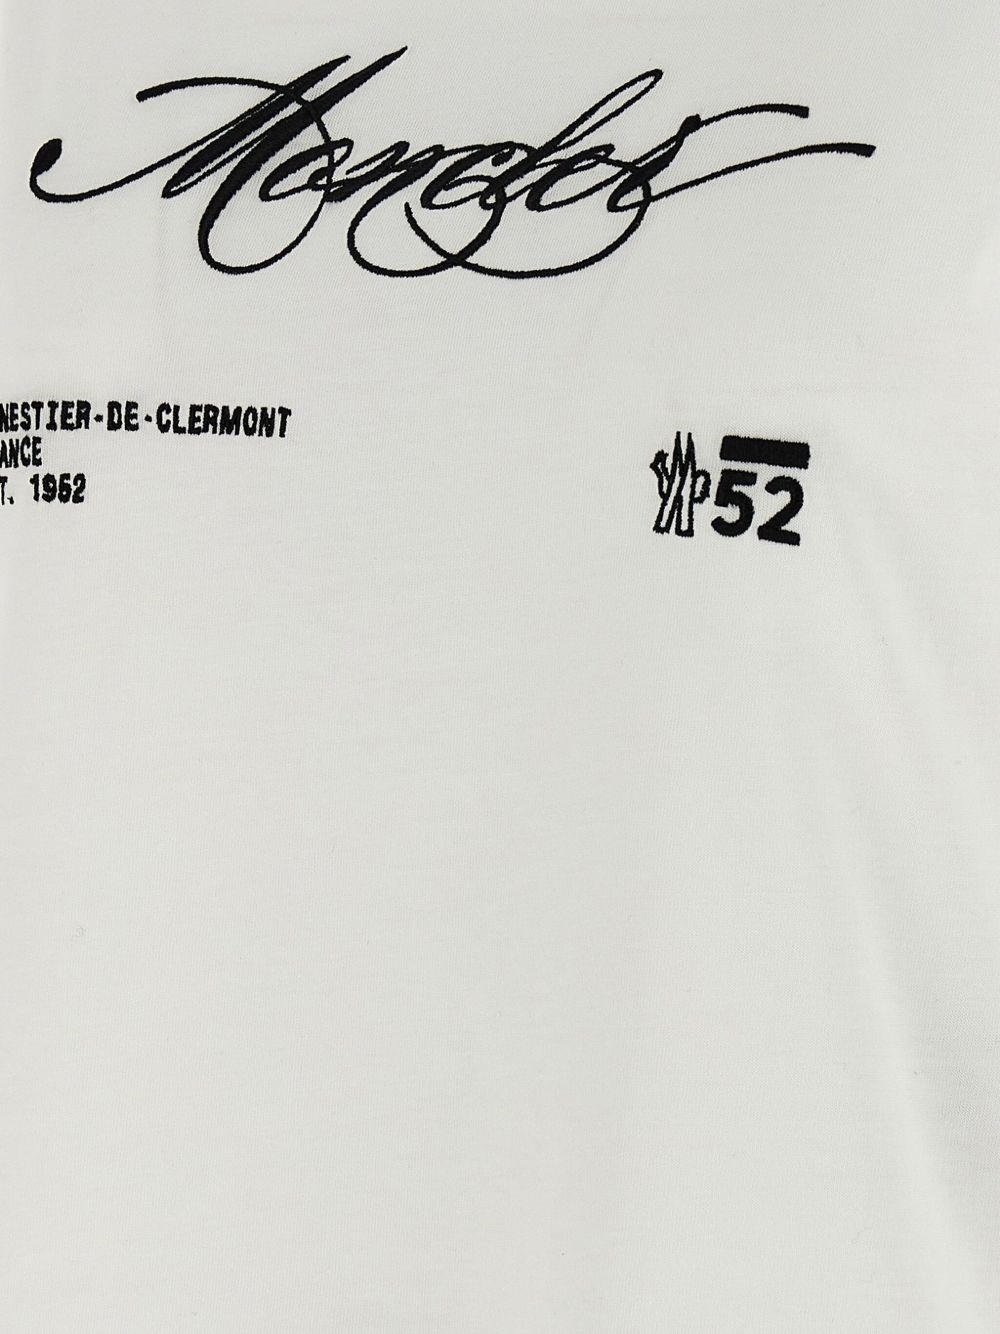 Moncler
NESTIER-DE-CLERMONT
ANCE
T. 1952
52